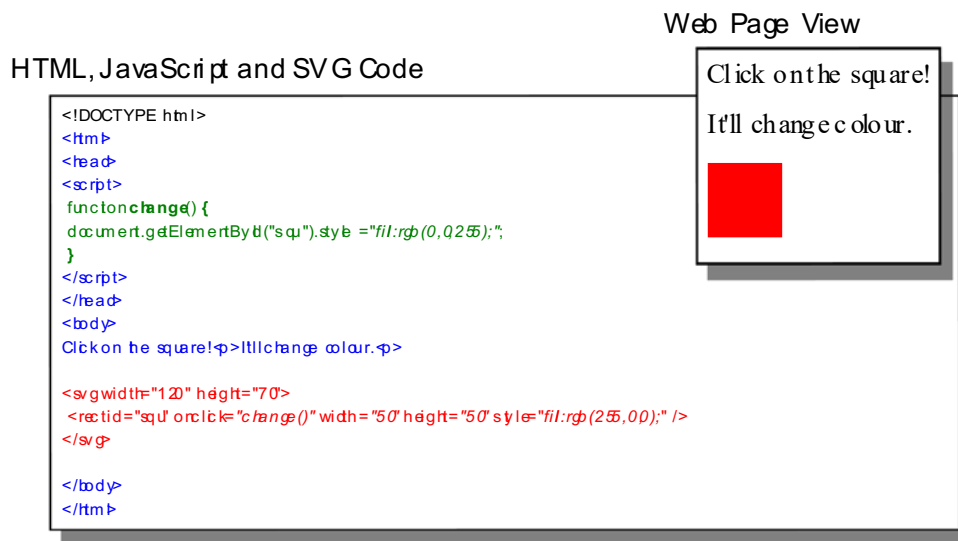 Web Page View
HTML, JavaScript and SVG Code
Click on the square!
It'll change colour.
<!DOCTYPE html>
<html>
<head>
<script>
function change() {
document.getElementById("squ").style ="fill:rgb(0,0,255);";
}
</script>
</head>
<body>
Click on the square!<p>It'll change colour.<p>
<svg width="120" height="70">
<rect id="squ" onclick="change()" width="50" height="50" style="fill:rgb(255,0,0);" />
</svg>
</body>
</html>